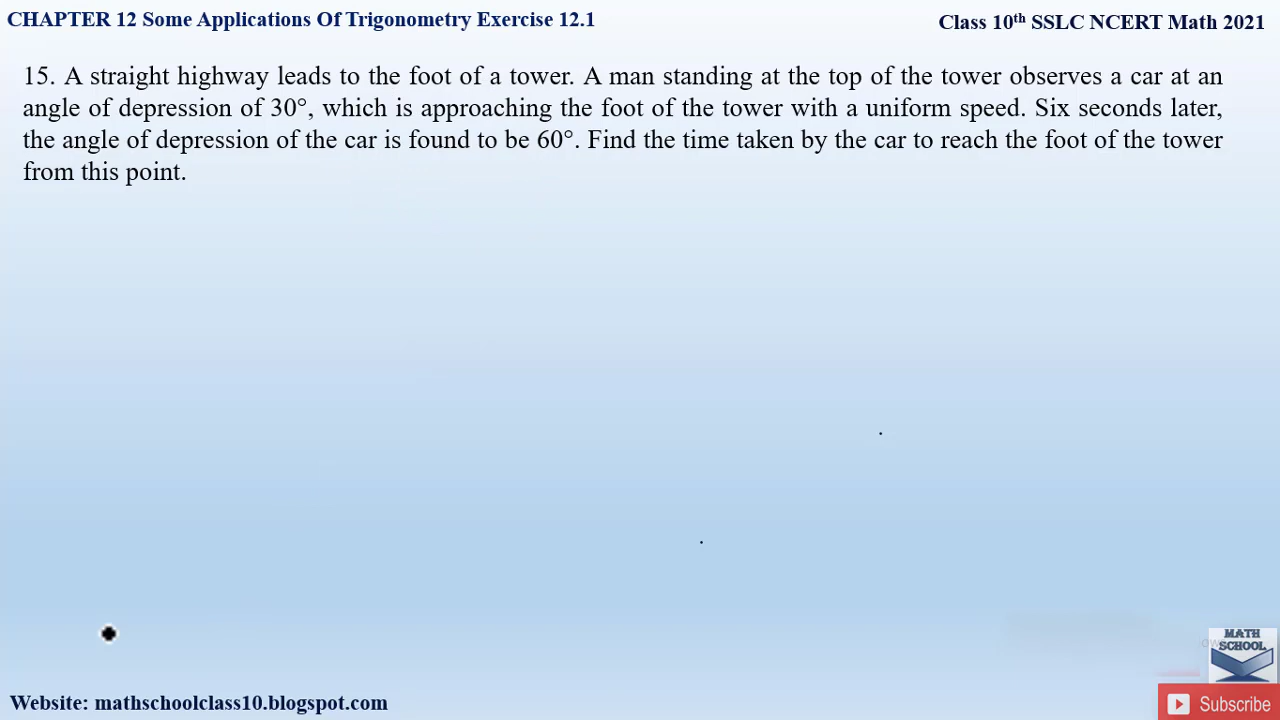 CHAPTER 12 Some Applications Of Trigonometry Exercise 12.1
Class 10th SSLC NCERT Math 2021
15. A straight highway leads to the foot of a tower. A man standing at the top of the tower observes a car at an
angle of depression of 30°, which is approaching the foot of the tower with a uniform speed. Six seconds later,
the angle of depression of the car is found to be 60°. Find the time taken by the car to reach the foot of the tower
from this point.
MATH
SCHOOL
Website: mathschoolclass10.blogspot.com
Subscribe